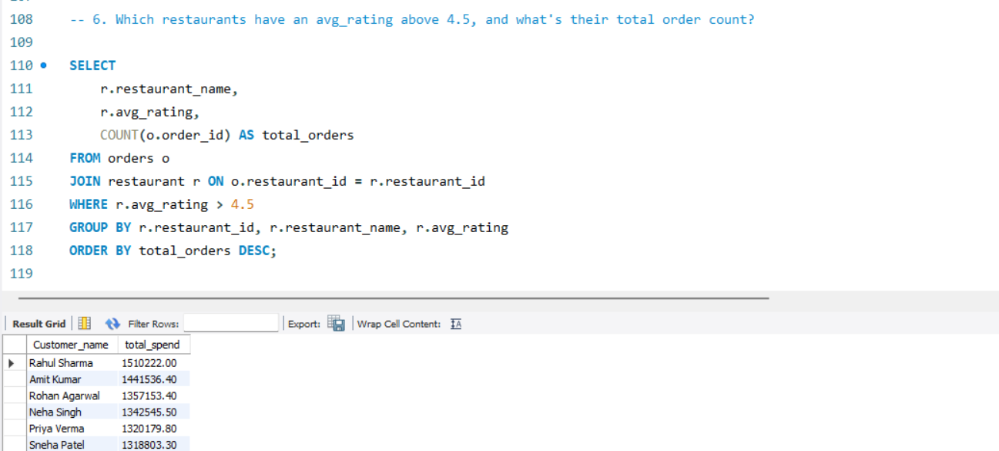 108 -- 6. Which restaurants have an avg_rating above 4.5, and what's their total order count?
109
110 SELECT
111 r.restaurant_name,
112 r.avg_rating,
113 COUNT(o.order_id) AS total_orders
114 FROM orders o
115 JOIN restaurant r ON o.restaurant_id = r.restaurant_id
116 WHERE r.avg_rating > 4.5
117 GROUP BY r.restaurant_id, r.restaurant_name, r.avg_rating
118 ORDER BY total_orders DESC;
119
Result Grid Filter Rows: Export: Wrap Cell Content:
Customer_name total_spend
Rahul Sharma 1510222.00
Amit Kumar 1441536.40
Rohan Agarwal 1357153.40
Neha Singh 1342545.50
Priya Verma 1320179.80
Sneha Patel 1318803.30